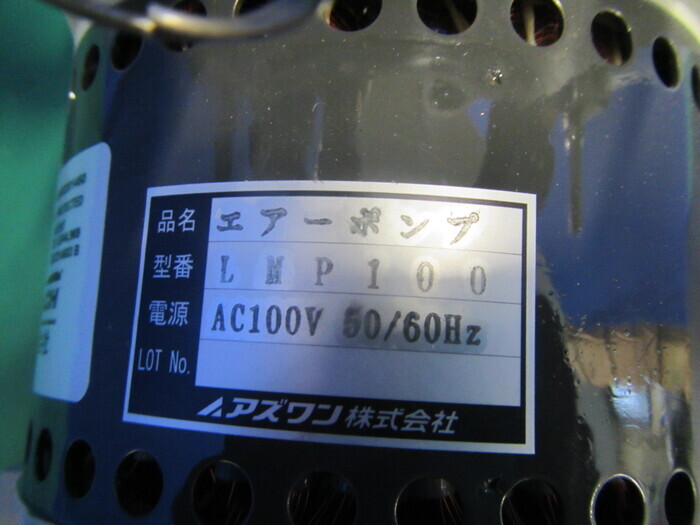 品名 エアーポンプ
型番 LMP100
電源 AC100V 50/60Hz
LOT No.
アズワン株式会社